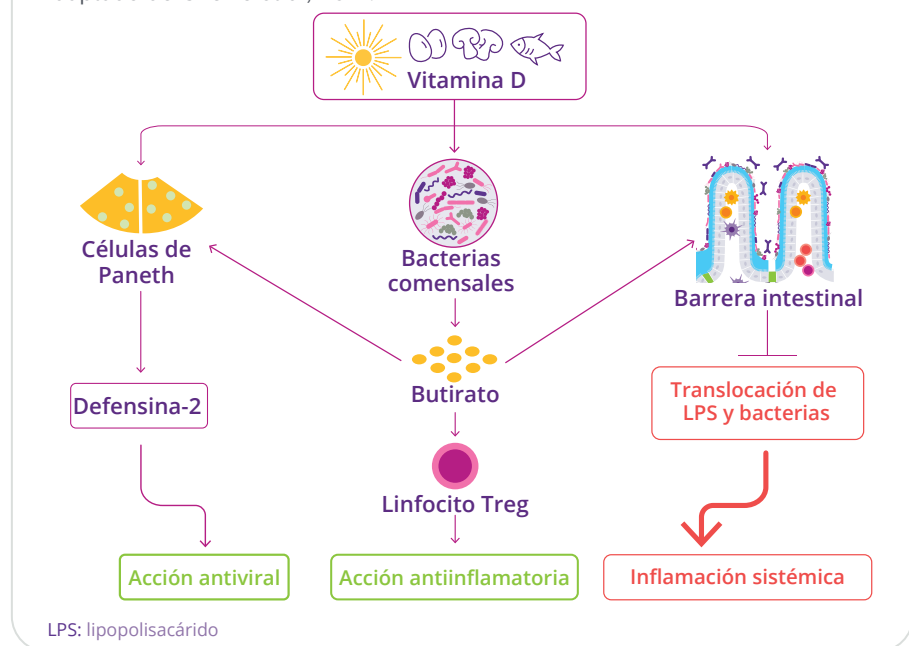 Vitamina D
Células de
Paneth
Bacterias
comensales
Barrera intestinal
Butirato
Defensina-2
Translocación de
LPS y bacterias
Linfocito Treg
Acción antiviral
Acción antiinflamatoria
Inflamación sistémica
LPS: lipopolisacárido